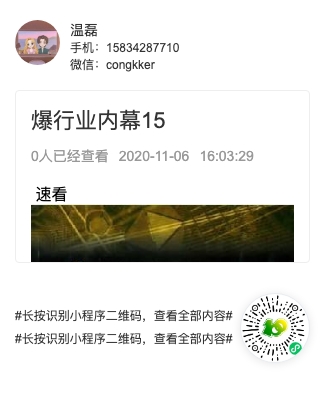 温磊
手机：15834287710
微信：congkker
爆行业内幕15
0人已经查看 2020-11-06 16:03:29
速看
#长按识别小程序二维码，查看全部内容#
#长按识别小程序二维码，查看全部内容#